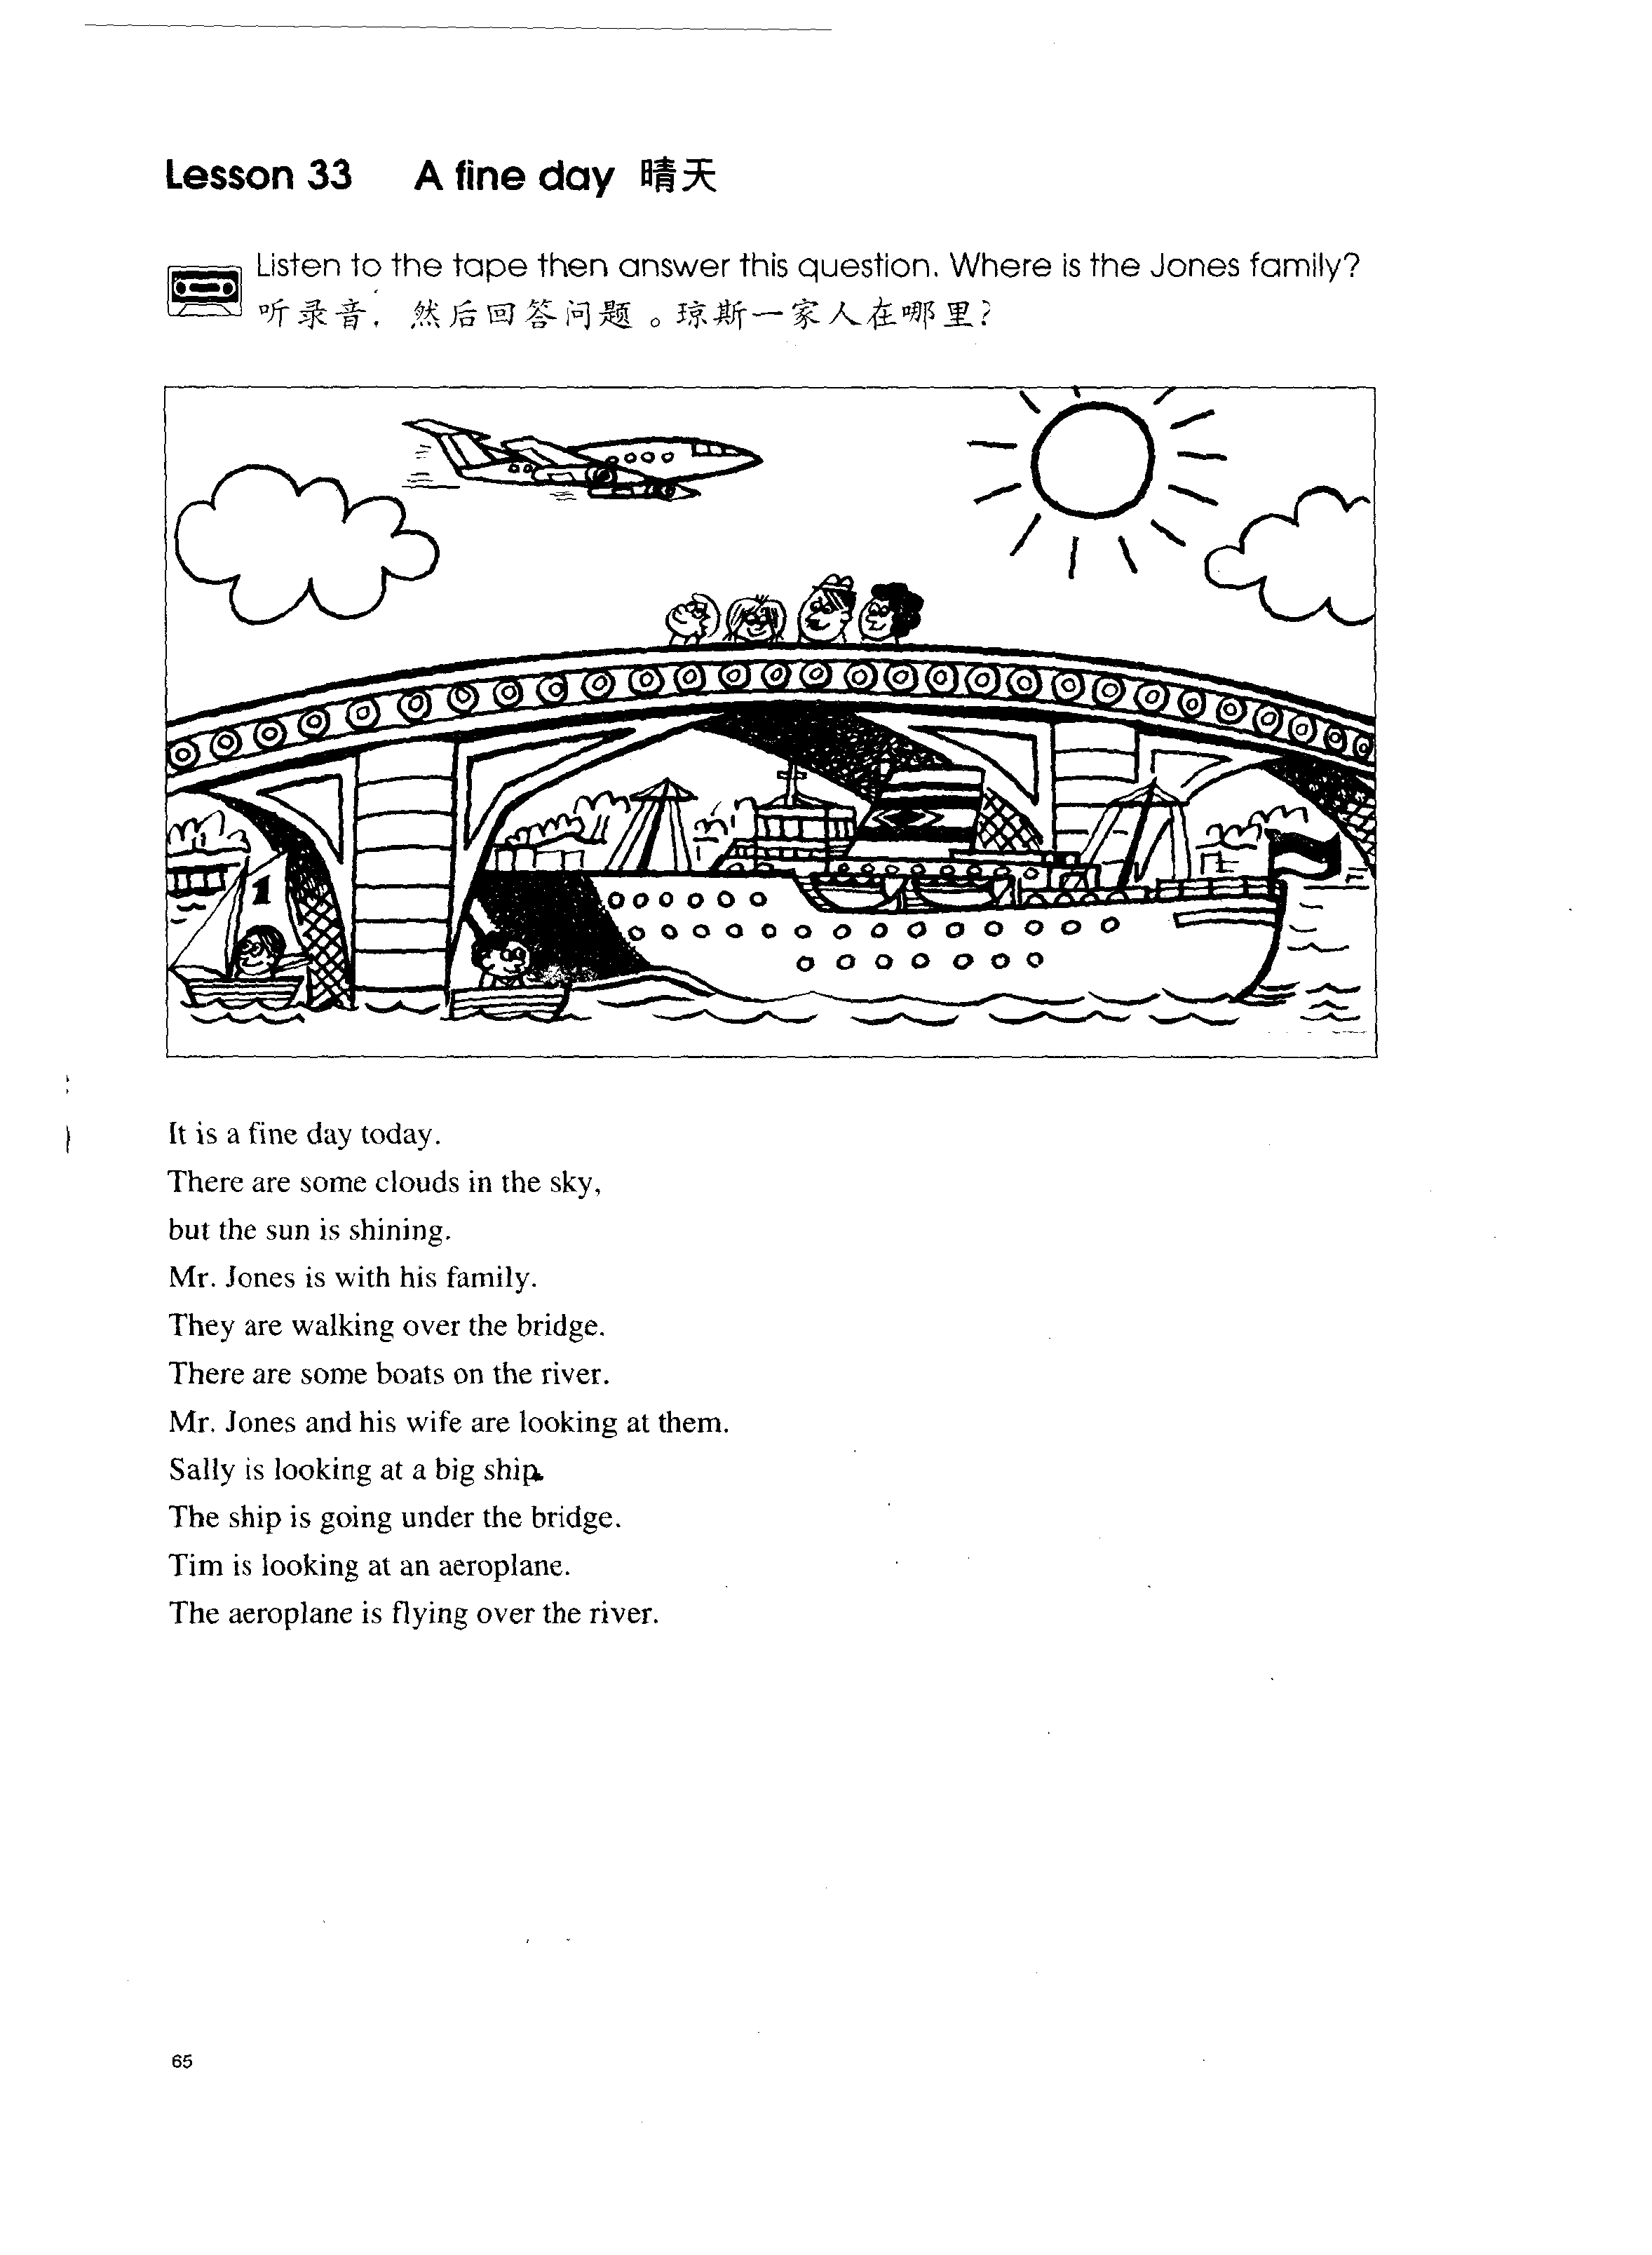 Lesson 33 A fine day 晴天
Listen to the tape then answer this question. Where is the Jones family?
听录音，然后回答问题。琼斯一家人在哪里?
1
It is a fine day today.
There are some clouds in the sky,
but the sun is shining.
Mr. Jones is with his family.
They are walking over the bridge.
There are some boats on the river.
Mr. Jones and his wife are looking at them.
Sally is looking at a big ship.
The ship is going under the bridge.
Tim is looking at an aeroplane.
The aeroplane is flying over the river.
65